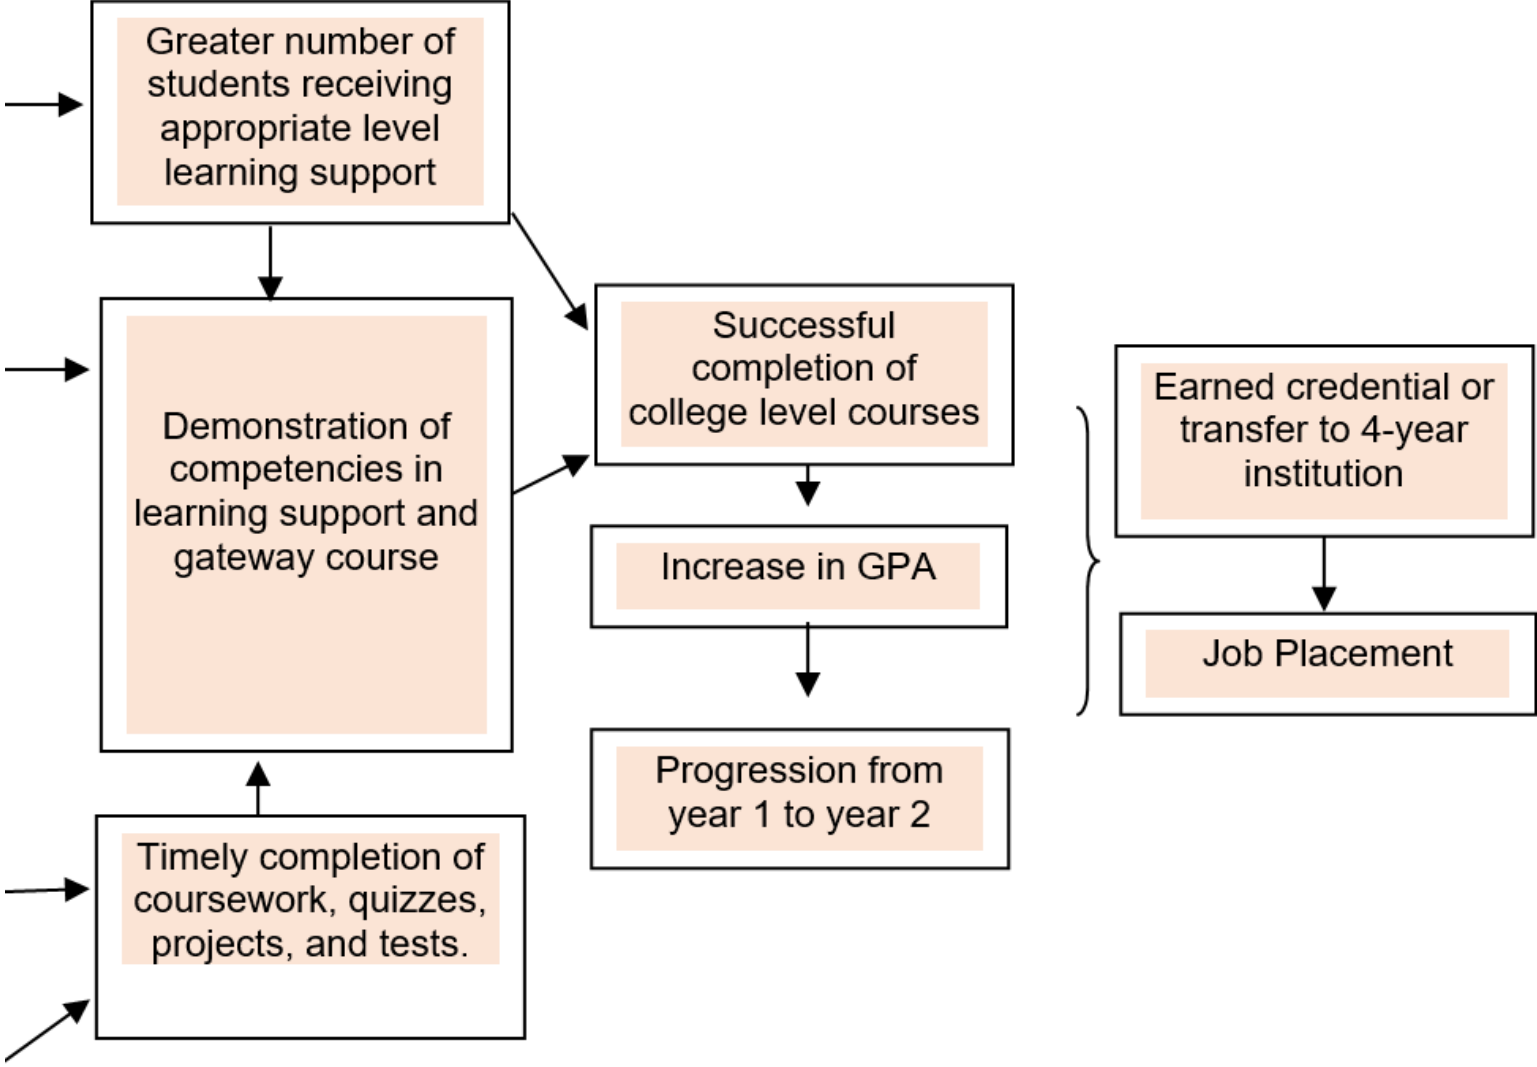 Greater number of
students receiving
appropriate level
learning support
Demonstration of
competencies in
learning support and
gateway course
Timely completion of
coursework, quizzes,
projects, and tests.
Successful
completion of
college level courses
Increase in GPA
Progression from
year 1 to year 2
Earned credential or
transfer to 4-year
institution
Job Placement